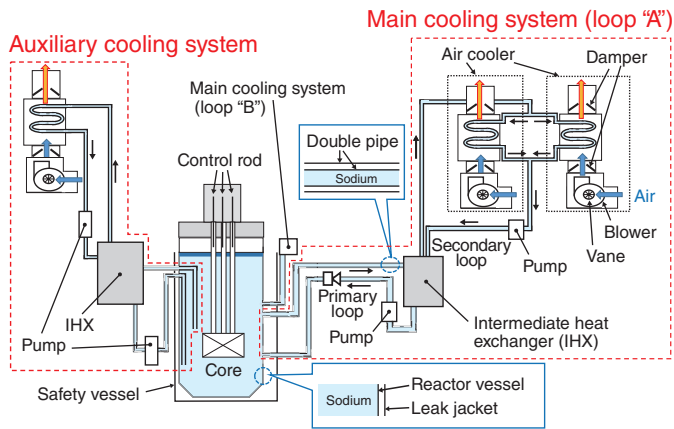 Main cooling system (loop “A”)
Auxiliary cooling system
Air cooler
Damper
Main cooling system
(loop “B”)
Double pipe
Sodium
Control rod
Air
Blower
Vane
Secondary
loop
Pump
Primary
loop
Pump
IHX
Pump
Intermediate heat
exchanger (IHX)
Core
Safety vessel
Sodium
Reactor vessel
Leak jacket